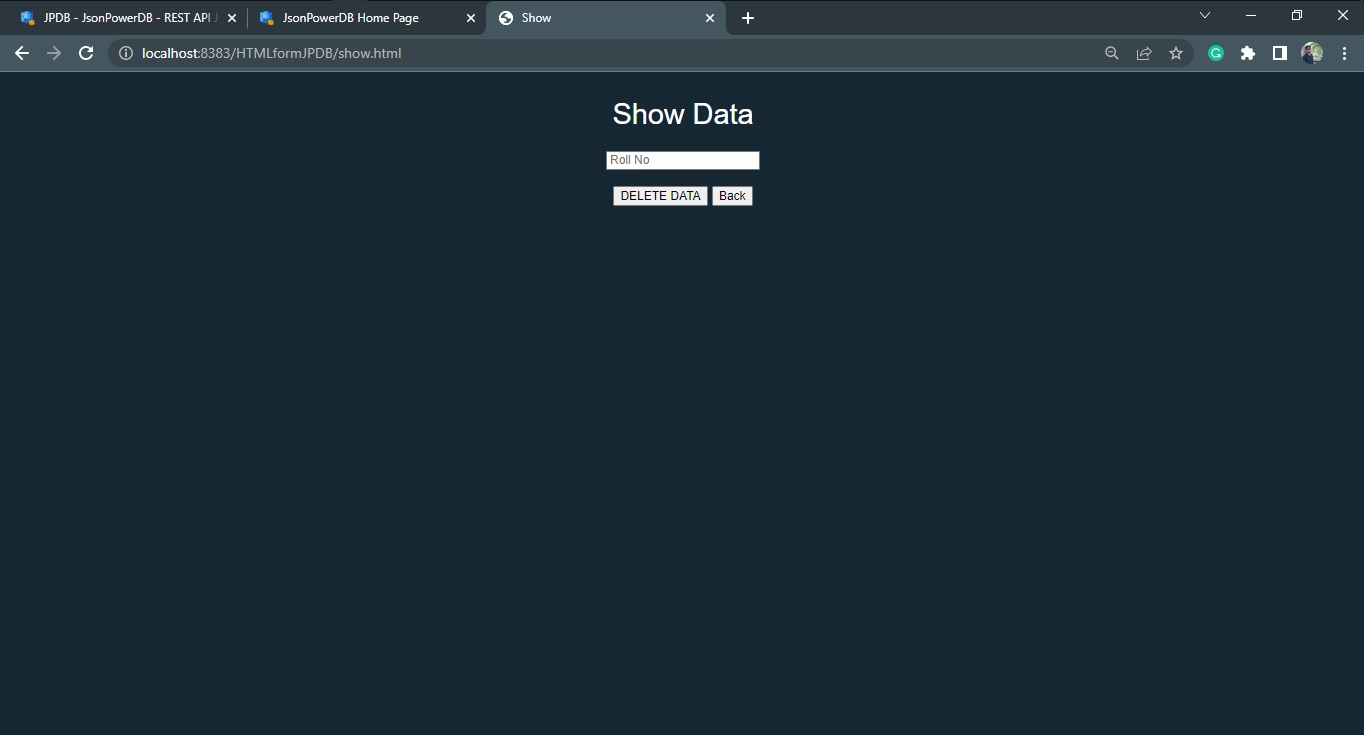 JPDB - JsonPowerDB - REST API J
JsonPowerDB Home Page
Show
localhost:8383/HTMLformJPDB/show.html
Show Data
Roll No
DELETE DATA Back